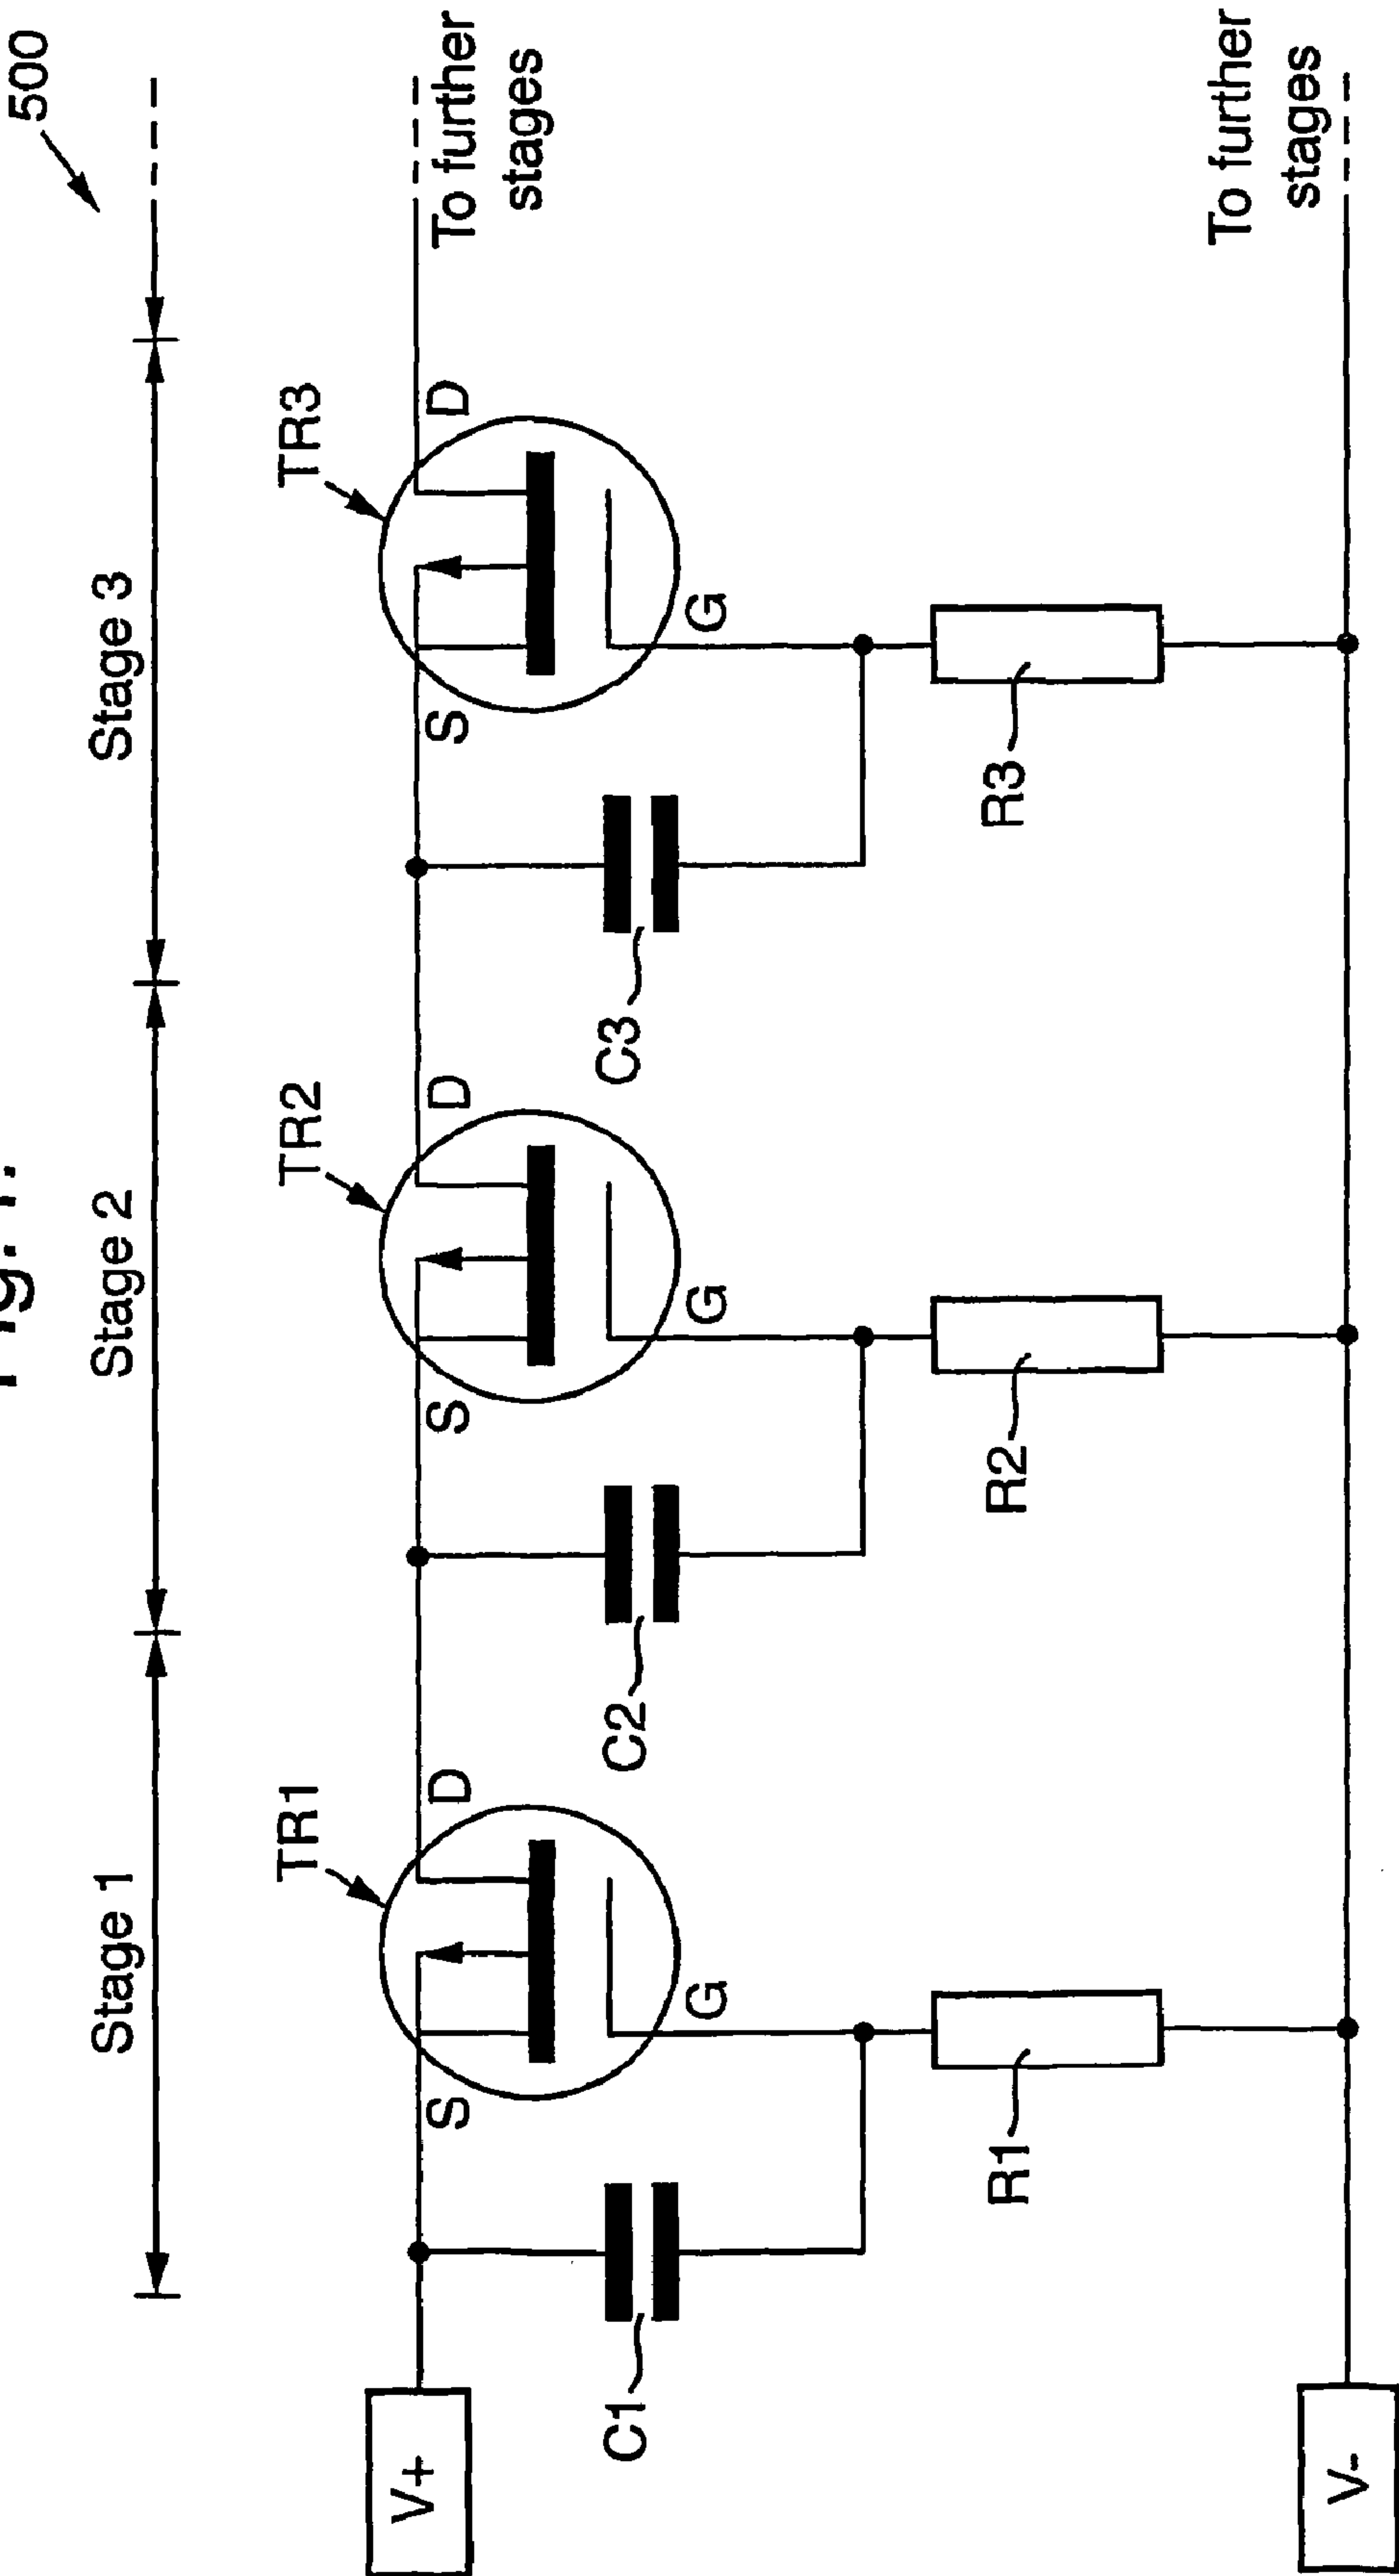 500
Stage 1
Stage 2
Stage 3
TR1
TR2
TR3
V+
S
D
S
D
S
D
To further
stages
G
G
G
C1
C2
C3
R1
R2
R3
V-
To further
stages